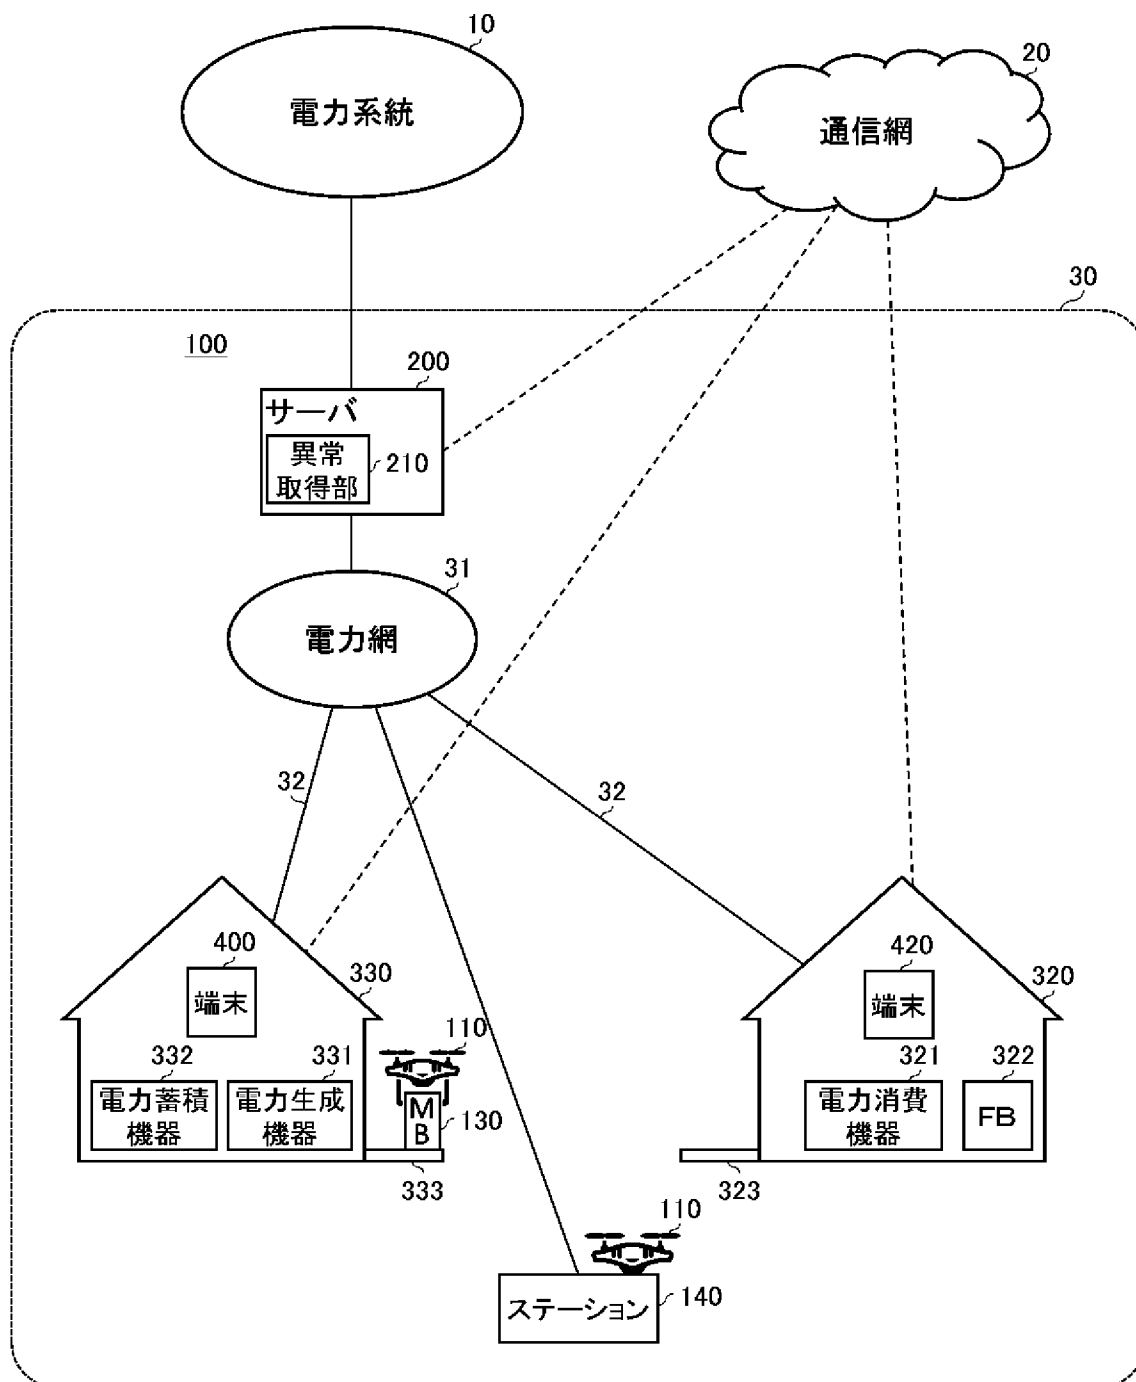 10
電力系統
20
通信網
30
100
200
サーバ
異常
取得部
210
31
電力網
32
32
400
端末
330
332
電力蓄積
機器
331
電力生成
機器
110
M
B
130
333
420
端末
320
321
電力消費
機器
322
FB
323
110
ステーション
140